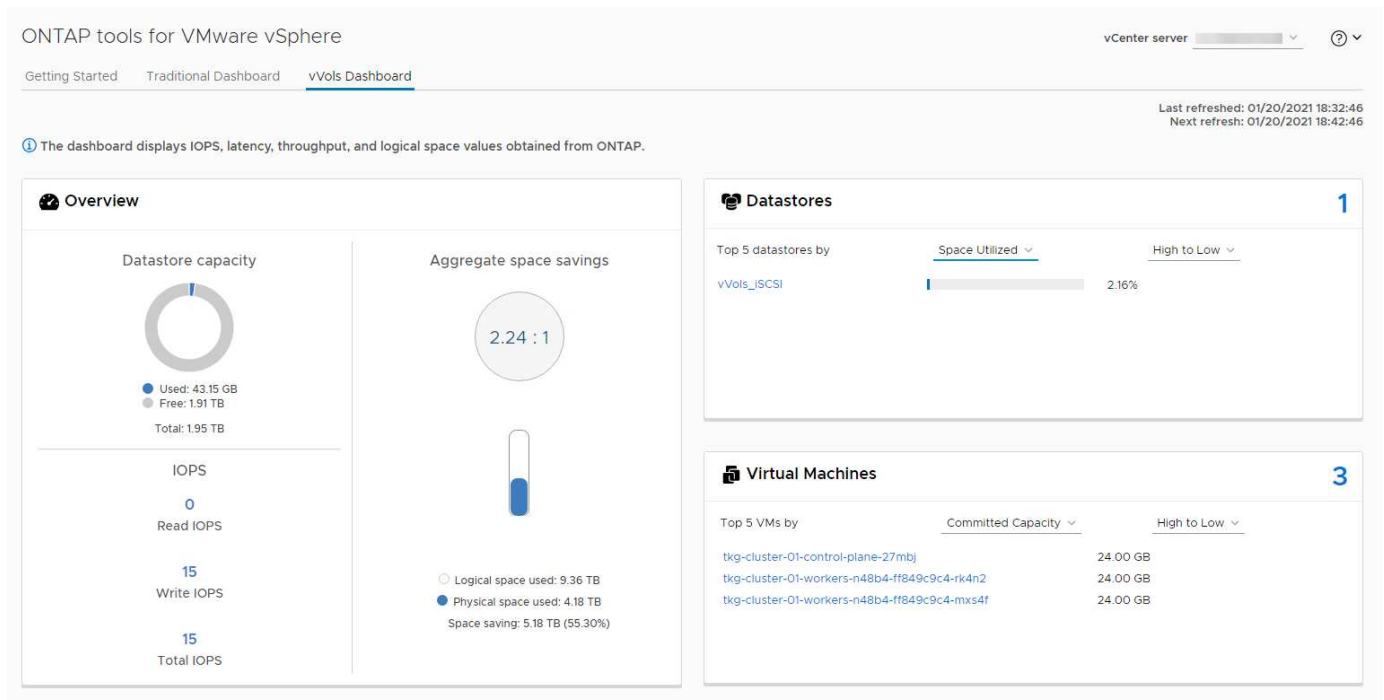 ONTAP tools for VMware vSphere
vCenter server
Getting Started Traditional Dashboard vVols Dashboard
Last refreshed: 01/20/2021 18:32:46
Next refresh: 01/20/2021 18:42:46
The dashboard displays IOPS, latency, throughput, and logical space values obtained from ONTAP.
Overview
Datastore capacity
Used: 43.15 GB
Free: 1.91 TB
Total: 1.95 TB
IOPS
0
Read IOPS
15
Write IOPS
15
Total IOPS
Aggregate space savings
2.24 : 1
Logical space used: 9.36 TB
Physical space used: 4.18 TB
Space saving: 5.18 TB (55.30%)
Datastores 1
Top 5 datastores by Space Utilized High to Low
vVols_iSCSI 2.16%
Virtual Machines 3
Top 5 VMs by Committed Capacity High to Low
tkg-cluster-01-control-plane-27mbj 24.00 GB
tkg-cluster-01-workers-n48b4-ff849c9c4-rk4n2 24.00 GB
tkg-cluster-01-workers-n48b4-ff849c9c4-mxs4f 24.00 GB